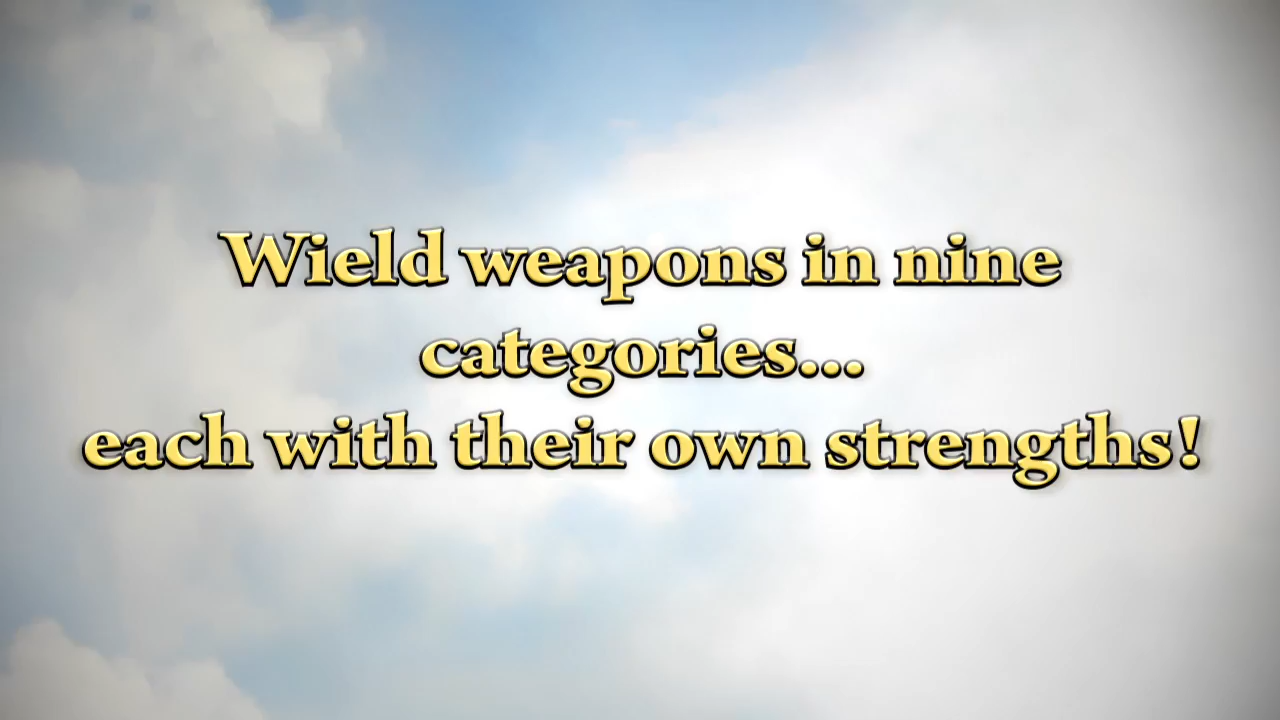 Wield weapons in nine
categories...
each with their own strengths!